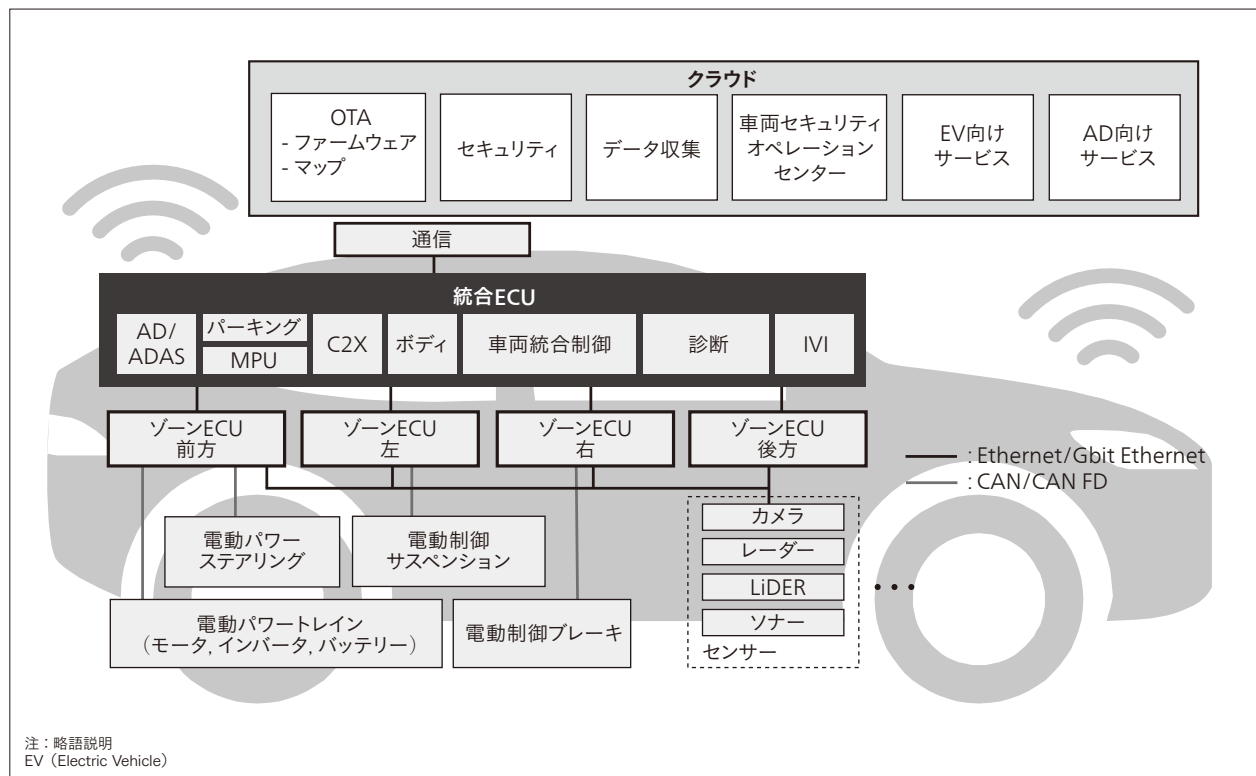 クラウド
OTA
- ファームウェア
- マップ
セキュリティ
データ収集
車両セキュリティ
オペレーション
センター
EV向け
サービス
AD向け
サービス
通信
統合ECU
AD/
ADAS
パーキング
MPU
C2X
ボディ
車両統合制御
診断
IVI
ゾーンECU
前方
ゾーンECU
左
ゾーンECU
右
ゾーンECU
後方
: Ethernet/Gbit Ethernet
: CAN/CAN FD
電動パワー
ステアリング
電動制御
サスペンション
電動パワートレイン
（モータ, インバータ, バッテリー）
電動制御ブレーキ
カメラ
レーダー
LiDER
ソナー
センサー
•••
注：略語説明
EV（Electric Vehicle）